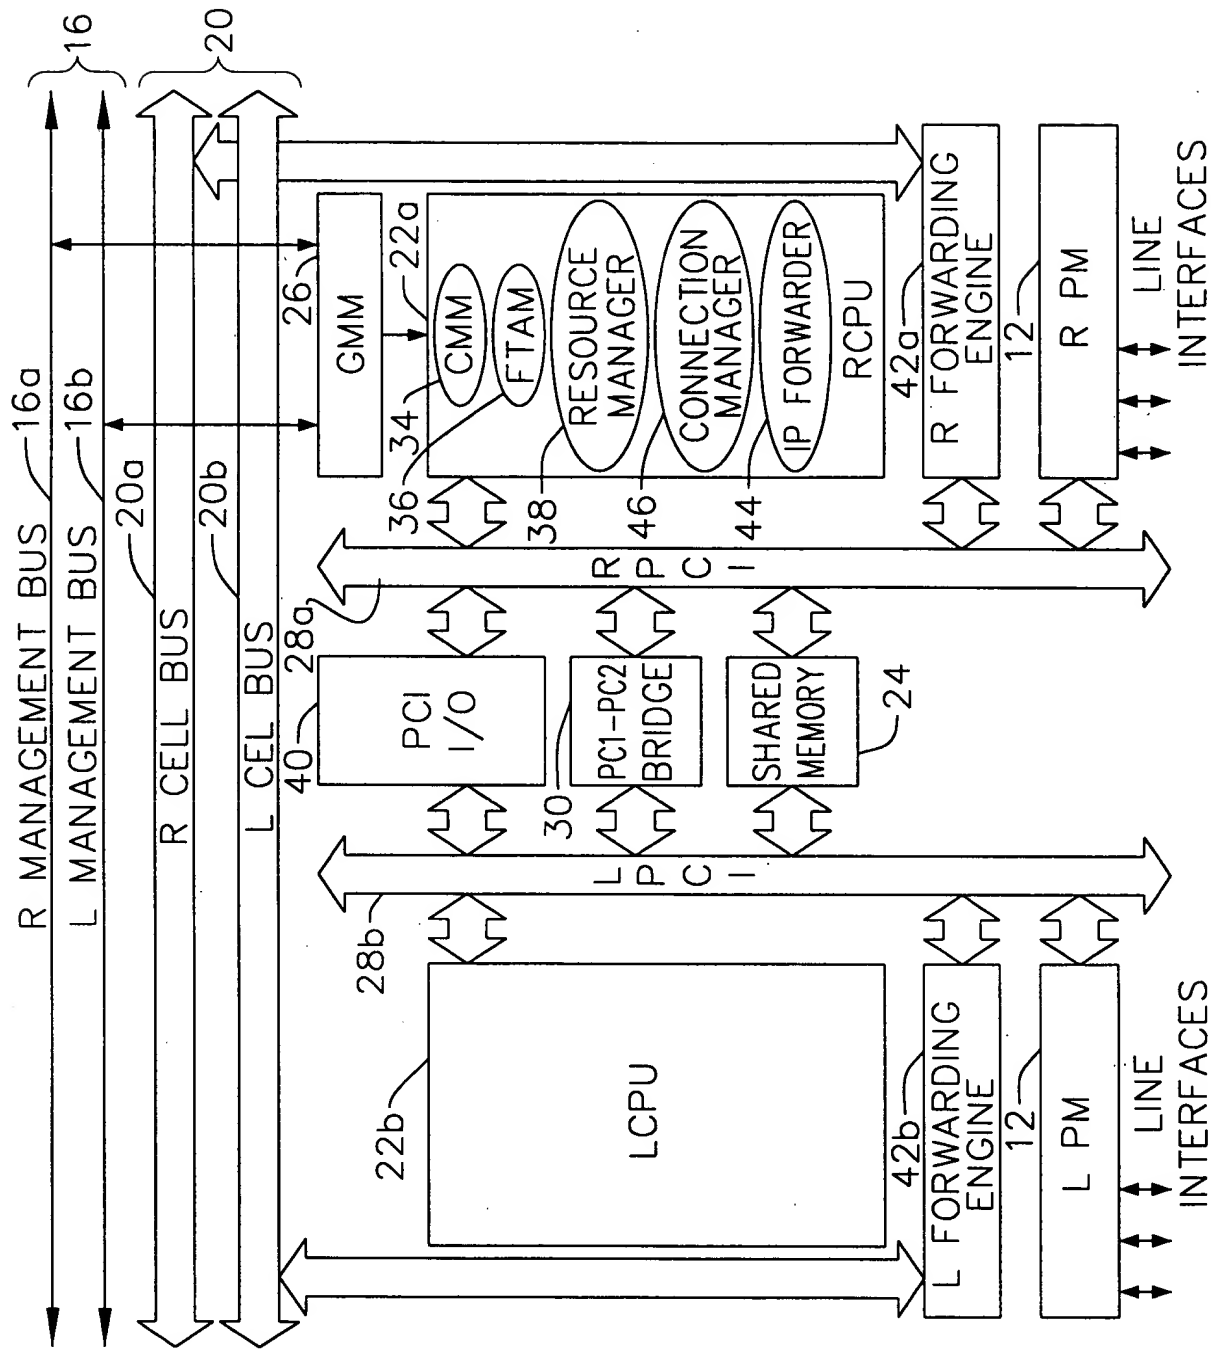 R MANAGEMENT BUS
16a
16
L MANAGEMENT BUS
16b
20a
R CELL BUS
20
20b
L CEL BUS
28a
40
26
GMM
22a
PCI
I/O
PC1-PC2
BRIDGE
30
SHARED
MEMORY
24
R
P
C
I
L
P
C
I
28b
22b
LCPU
34
CMM
36
FTAM
38
RESOURCE
MANAGER
46
CONNECTION
MANAGER
44
IP FORWARDER
RCPU
42b
L FORWARDING
ENGINE
42a
R FORWARDING
ENGINE
12
L PM
12
R PM
LINE
INTERFACES
LINE
INTERFACES